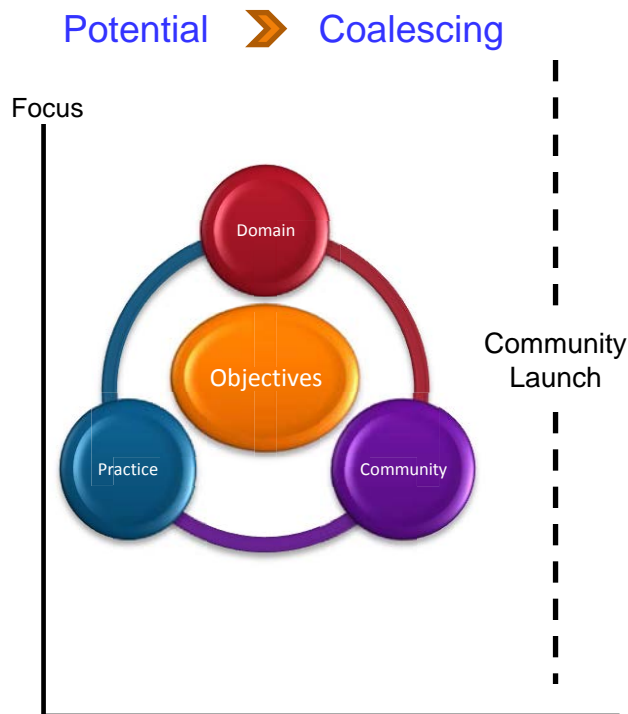 Potential Coalescing
Focus
Domain
Objectives
Community
Launch
Practice
Community